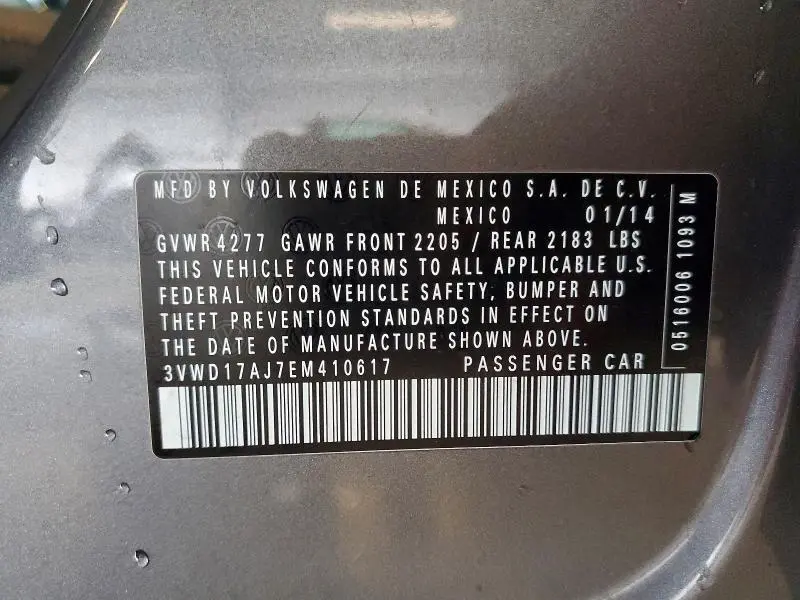 MFD BY VOLKSWAGEN DE MEXICO S.A. DE C.V.
MEXICO 01/14
GVWR 4277 GAWR FRONT 2205 / REAR 2183 LBS
THIS VEHICLE CONFORMS TO ALL APPLICABLE U.S.
FEDERAL MOTOR VEHICLE SAFETY, BUMPER AND
THEFT PREVENTION STANDARDS IN EFFECT ON
THE DATE OF MANUFACTURE SHOWN ABOVE.
3VWD17AJ7EM410617 PASSENGER CAR
0516006 1093 M